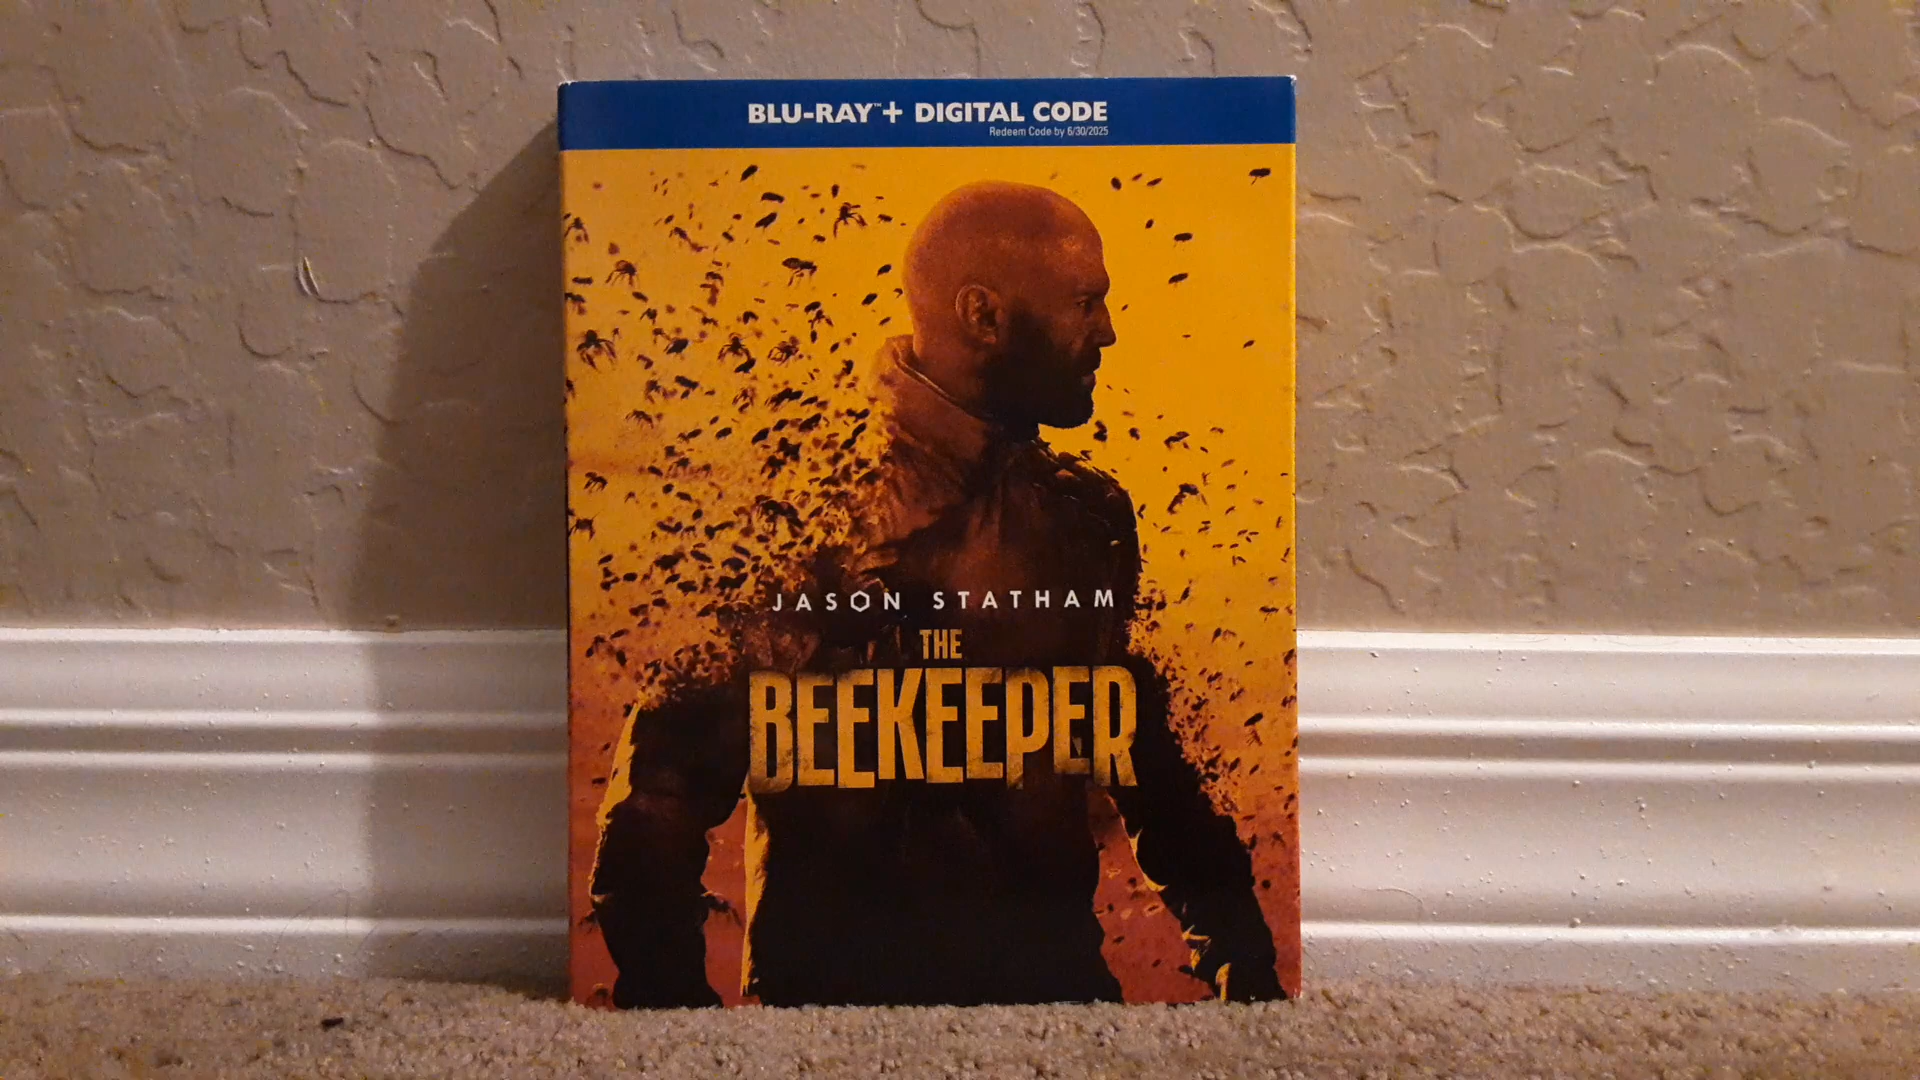 BLU-RAY™ + DIGITAL CODE
Redeem Code by 6/30/2025
JASON STATHAM
THE
BEEKEEPER